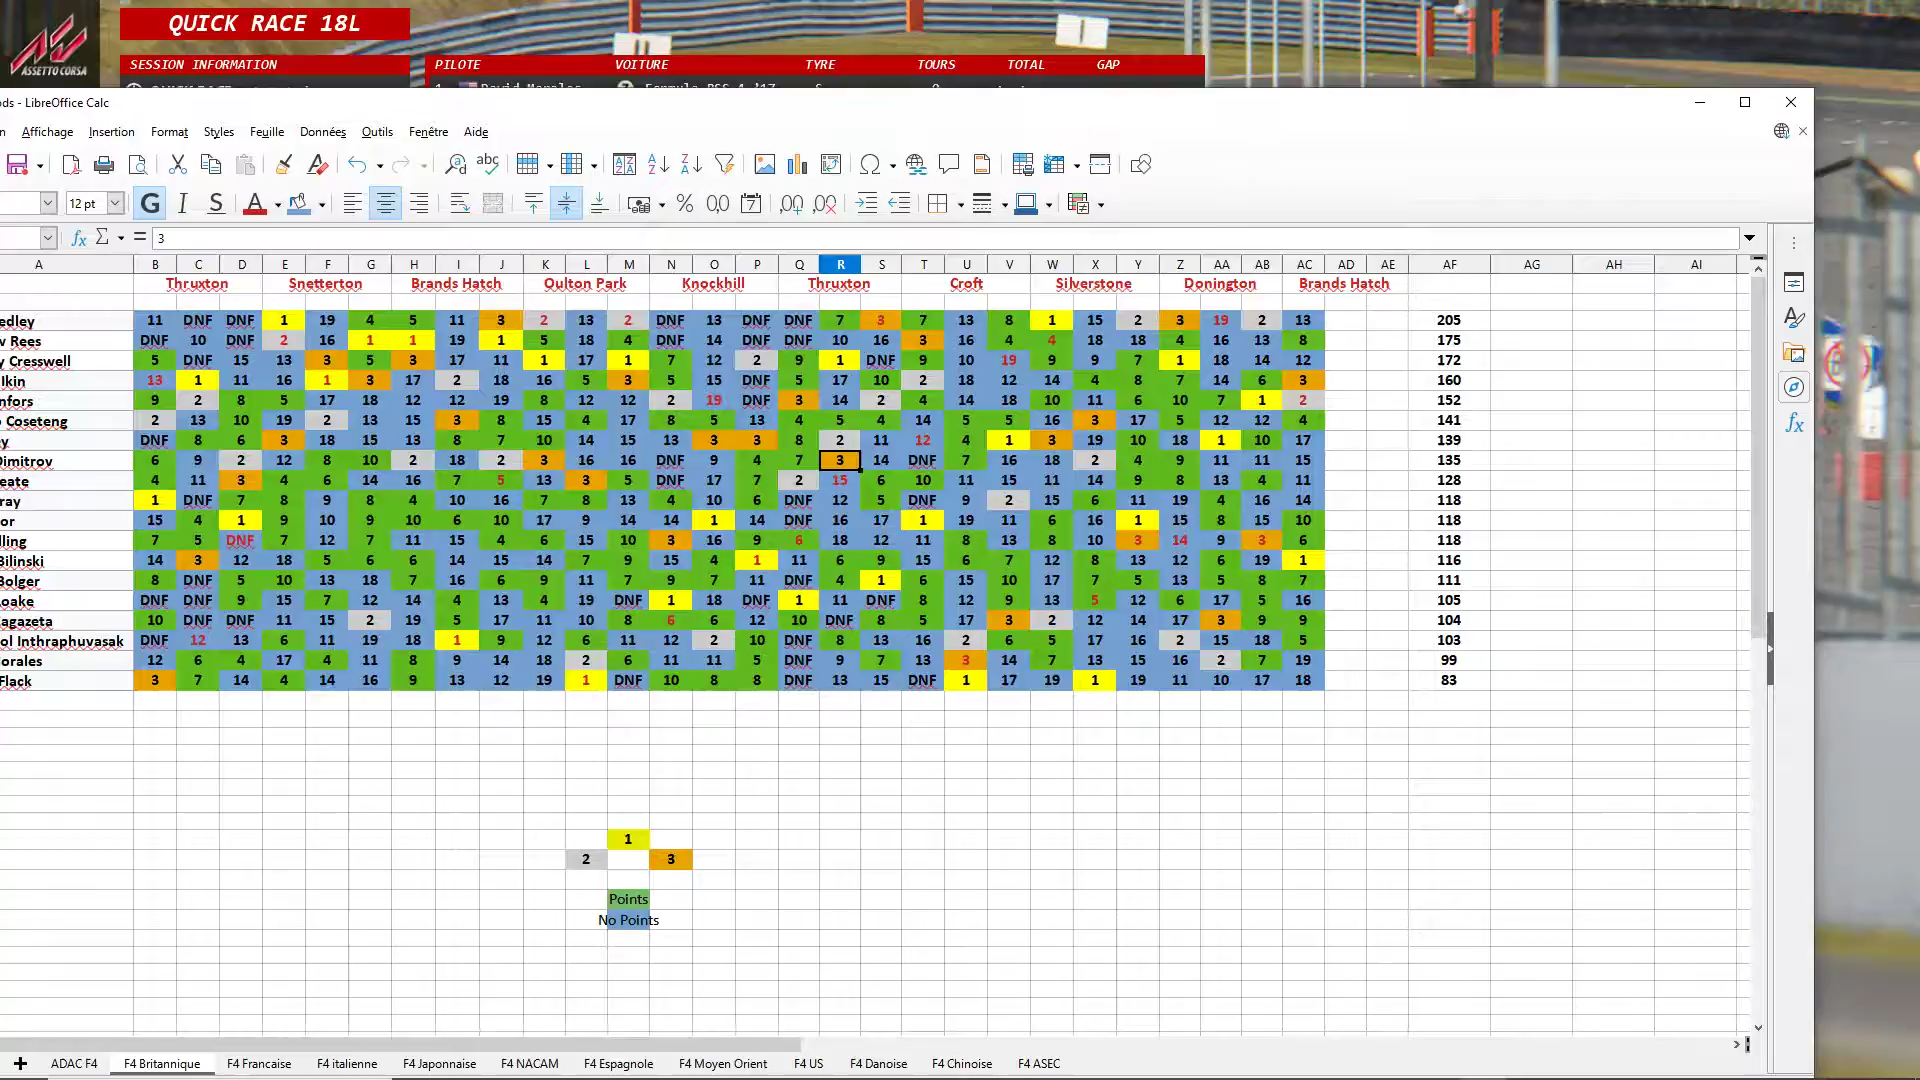 QUICK RACE 18L
ASSETTO CORSA
SESSION INFORMATION
PILOTE VOITURE TYRE TOURS TOTAL GAP
ods - LibreOffice Calc
n Affichage Insertion Format Styles Feuille Données Outils Fenêtre Aide
12 pt
3
A B C D E F G H I J K L M N O P Q R S T U V W X Y Z AA AB AC AD AE AF AG AH AI
Thruxton Snetterton Brands Hatch Oulton Park Knockhill Thruxton Croft Silverstone Donington Brands Hatch
edley 11 DNF DNF 1 19 4 5 11 3 2 13 2 DNF 13 DNF DNF 7 3 7 13 8 1 15 2 3 19 2 13 205
w Rees DNF 10 DNF 2 16 1 1 19 1 5 18 4 DNF 14 DNF DNF 10 16 3 16 4 4 18 18 4 16 13 8 175
y Cresswell 5 DNF 15 13 3 5 3 17 11 1 17 1 7 12 2 9 1 DNF 9 10 19 9 9 7 1 18 14 12 172
Ikin 13 1 11 16 1 3 17 2 18 16 5 3 5 15 DNF 5 17 10 2 18 12 14 4 8 7 14 6 3 160
nfors 9 2 8 5 17 18 12 12 19 8 12 12 2 19 DNF 3 14 2 4 14 18 10 11 6 10 7 1 2 152
o Coseteng 2 13 10 19 2 13 15 3 8 15 4 17 8 5 13 4 5 4 14 5 5 16 3 17 5 12 12 4 141
y DNF 8 6 3 18 15 13 8 7 10 14 15 13 3 3 8 2 11 12 4 1 3 19 10 18 1 10 17 139
Dimitrov 6 9 2 12 8 10 2 18 2 3 16 16 DNF 9 4 7 3 14 DNF 7 16 18 2 4 9 11 11 15 135
eate 4 11 3 4 6 14 16 7 5 13 3 5 DNF 17 7 2 15 6 10 11 15 11 14 9 8 13 4 11 128
ray 1 DNF 7 8 9 8 4 10 16 7 8 13 4 10 6 DNF 12 5 DNF 9 2 15 6 11 19 4 16 14 118
or 15 4 1 9 10 9 10 6 10 17 9 14 14 1 14 DNF 16 17 1 19 11 6 16 1 15 8 15 10 118
lling 7 5 DNF 7 12 7 11 15 4 6 15 10 3 16 9 6 18 12 11 8 13 8 10 3 14 9 3 6 118
Bilinski 14 3 12 18 5 6 6 14 15 14 7 9 15 4 1 11 6 9 15 6 7 12 8 13 12 6 19 1 116
Bolger 8 DNF 5 10 13 18 7 16 6 9 11 7 9 7 11 DNF 4 1 6 15 10 17 7 5 13 5 8 7 111
oake DNF DNF 9 15 7 12 14 4 13 4 19 DNF 1 18 DNF 1 11 DNF 8 12 9 13 5 12 6 17 5 16 105
agazeta 10 DNF DNF 11 15 2 19 5 17 11 10 8 6 6 12 10 DNF 8 5 17 3 2 12 14 17 3 9 9 104
ol Inthraphuvasak DNF 12 13 6 11 19 18 1 9 12 6 11 12 2 10 DNF 8 13 16 2 6 5 17 16 2 15 18 5 103
orales 12 6 4 17 4 11 8 9 14 18 2 6 11 11 5 DNF 9 7 13 3 14 7 13 15 16 2 7 19 99
Flack 3 7 14 4 14 16 9 13 12 19 1 DNF 10 8 8 DNF 13 15 DNF 1 17 19 1 19 11 10 17 18 83
1
2 3
Points
No Points
ADAC F4 F4 Britannique F4 Francaise F4 italienne F4 Japonnaise F4 NACAM F4 Espagnole F4 Moyen Orient F4 US F4 Danoise F4 Chinoise F4 ASEC